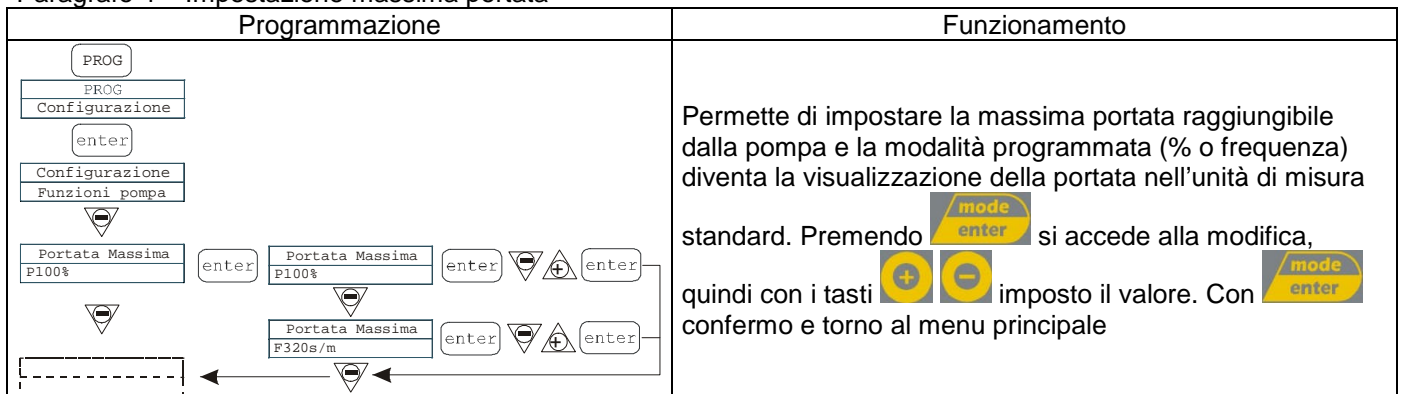 Paragrafo 4 – Impostazione massima portata
Programmazione
Funzionamento
PROG
PROG
Configurazione
enter
Configurazione
Funzioni pompa
Portata Massima
P100%
enter
Portata Massima
P100%
enter
enter
Portata Massima
F320s/m
enter
enter
Permette di impostare la massima portata raggiungibile
dalla pompa e la modalità programmata (% o frequenza)
diventa la visualizzazione della portata nell'unità di misura
standard. Premendo mode enter si accede alla modifica,
quindi con i tasti + - imposto il valore. Con mode enter
confermo e torno al menu principale